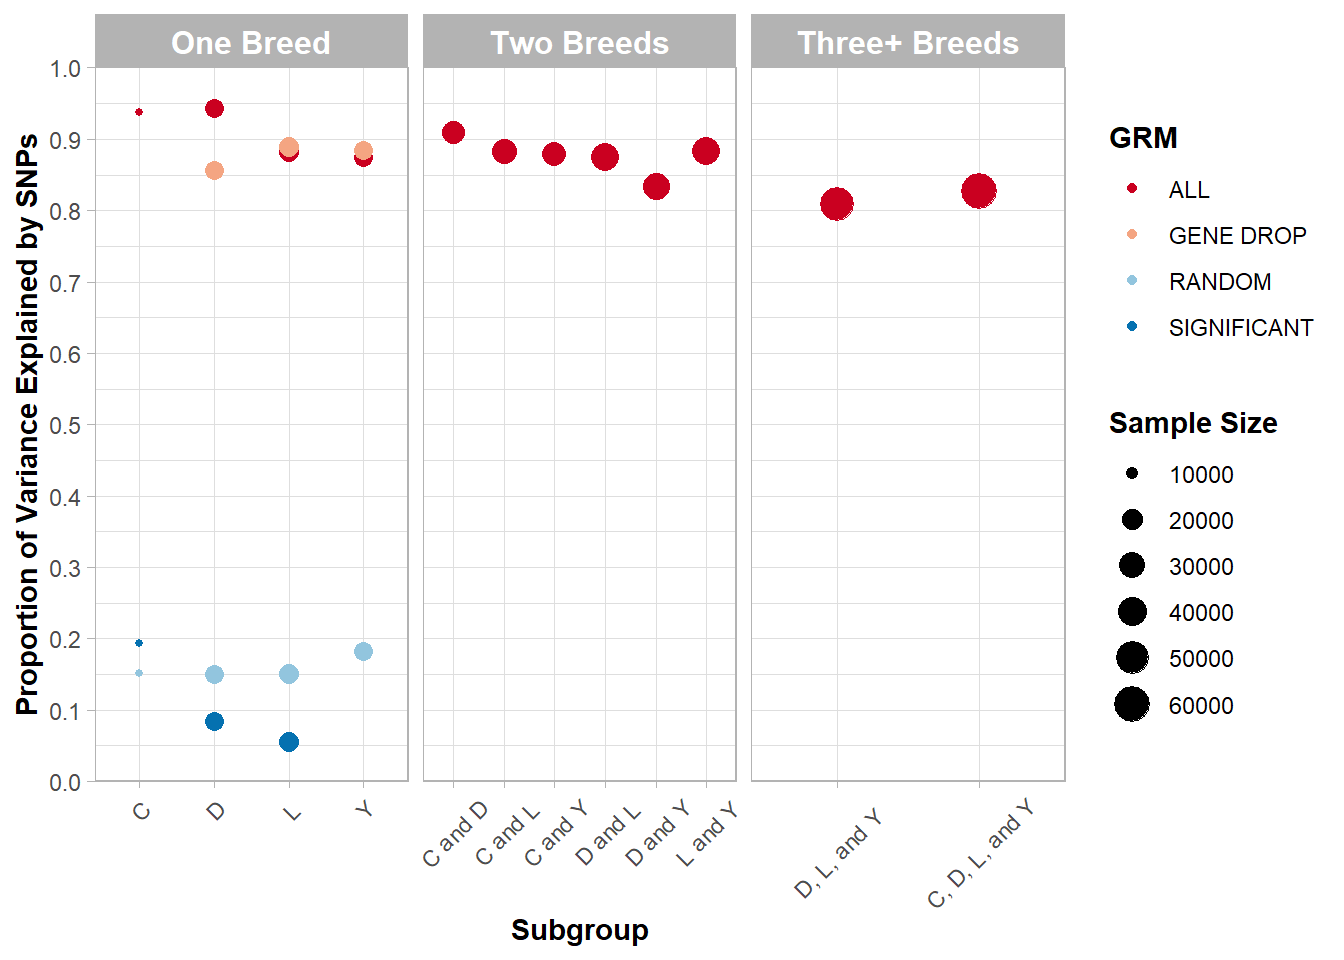 One Breed
Two Breeds
Three+ Breeds
Proportion of Variance Explained by SNPs
1.0
0.9
0.8
0.7
0.6
0.5
0.4
0.3
0.2
0.1
0.0
C
D
L
Y
C and D
C and L
C and Y
D and L
D and Y
L and Y
D, L, and Y
C, D, L, and Y
Subgroup
GRM
ALL
GENE DROP
RANDOM
SIGNIFICANT
Sample Size
10000
20000
30000
40000
50000
60000